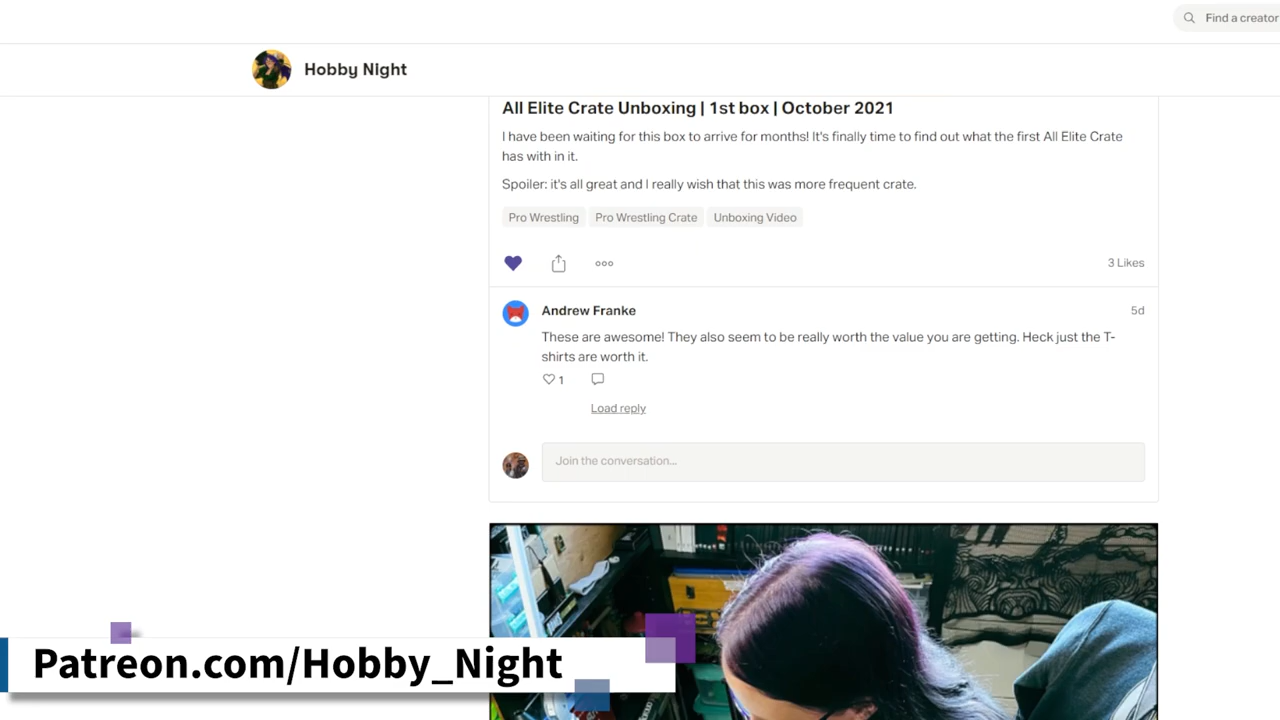 Find a creator
Hobby Night
All Elite Crate Unboxing | 1st box | October 2021
I have been waiting for this box to arrive for months! It's finally time to find out what the first All Elite Crate
has with in it.
Spoiler: it's all great and I really wish that this was more frequent crate.
Pro Wrestling Pro Wrestling Crate Unboxing Video
3 Likes
Andrew Franke 5d
These are awesome! They also seem to be really worth the value you are getting. Heck just the T-
shirts are worth it.
1
Load reply
Join the conversation...
Patreon.com/Hobby_Night